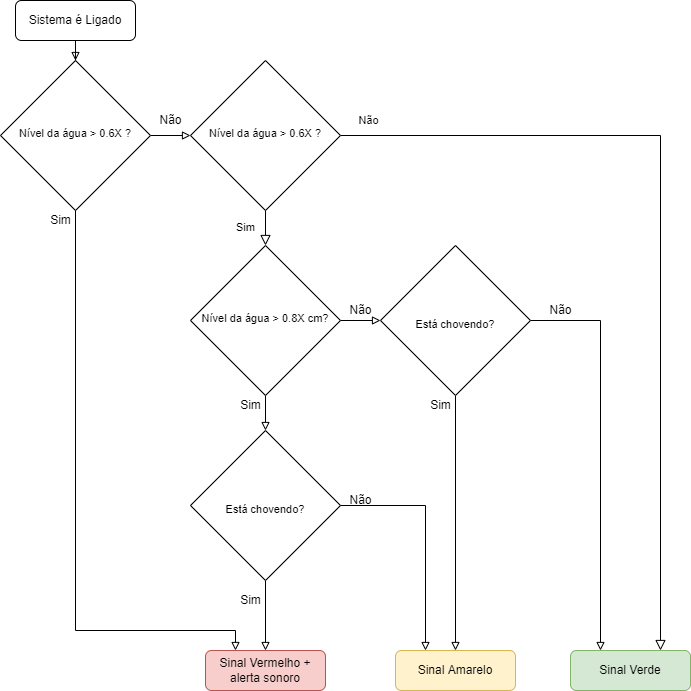 Sistema é Ligado
Nível da água > 0.6X ?
Não
Nível da água > 0.6X ?
Não
Sim
Sim
Nível da água > 0.8X cm?
Não
Está chovendo?
Não
Sim
Sim
Está chovendo?
Não
Sim
Sinal Vermelho +
alerta sonoro
Sinal Amarelo
Sinal Verde